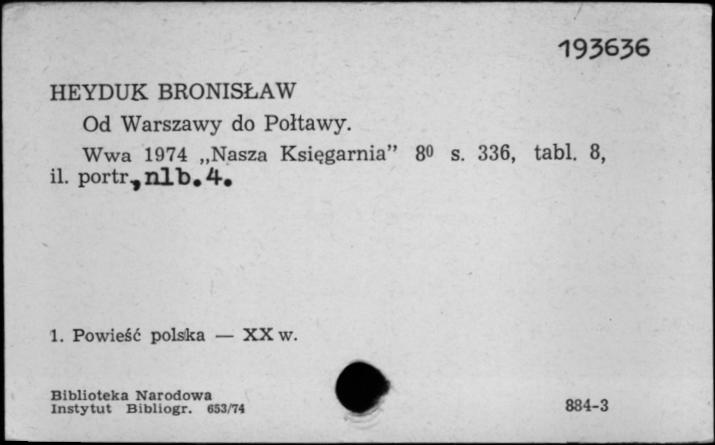 193636
HEYDUK BRONISŁAW
Od Warszawy do Połtawy.
Wwa 1974 „Nasza Księgarnia” 8⁰ s. 336, tabl. 8,
il. portr., nlb. 4.
1. Powieść polska — XX w.
Biblioteka Narodowa
Instytut Bibliogr. 653/74
884-3